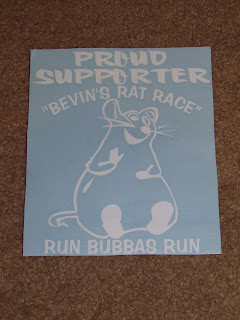 PROUD
SUPPORTER
"BEVIN'S RAT RACE"
RUN BUBBAS RUN